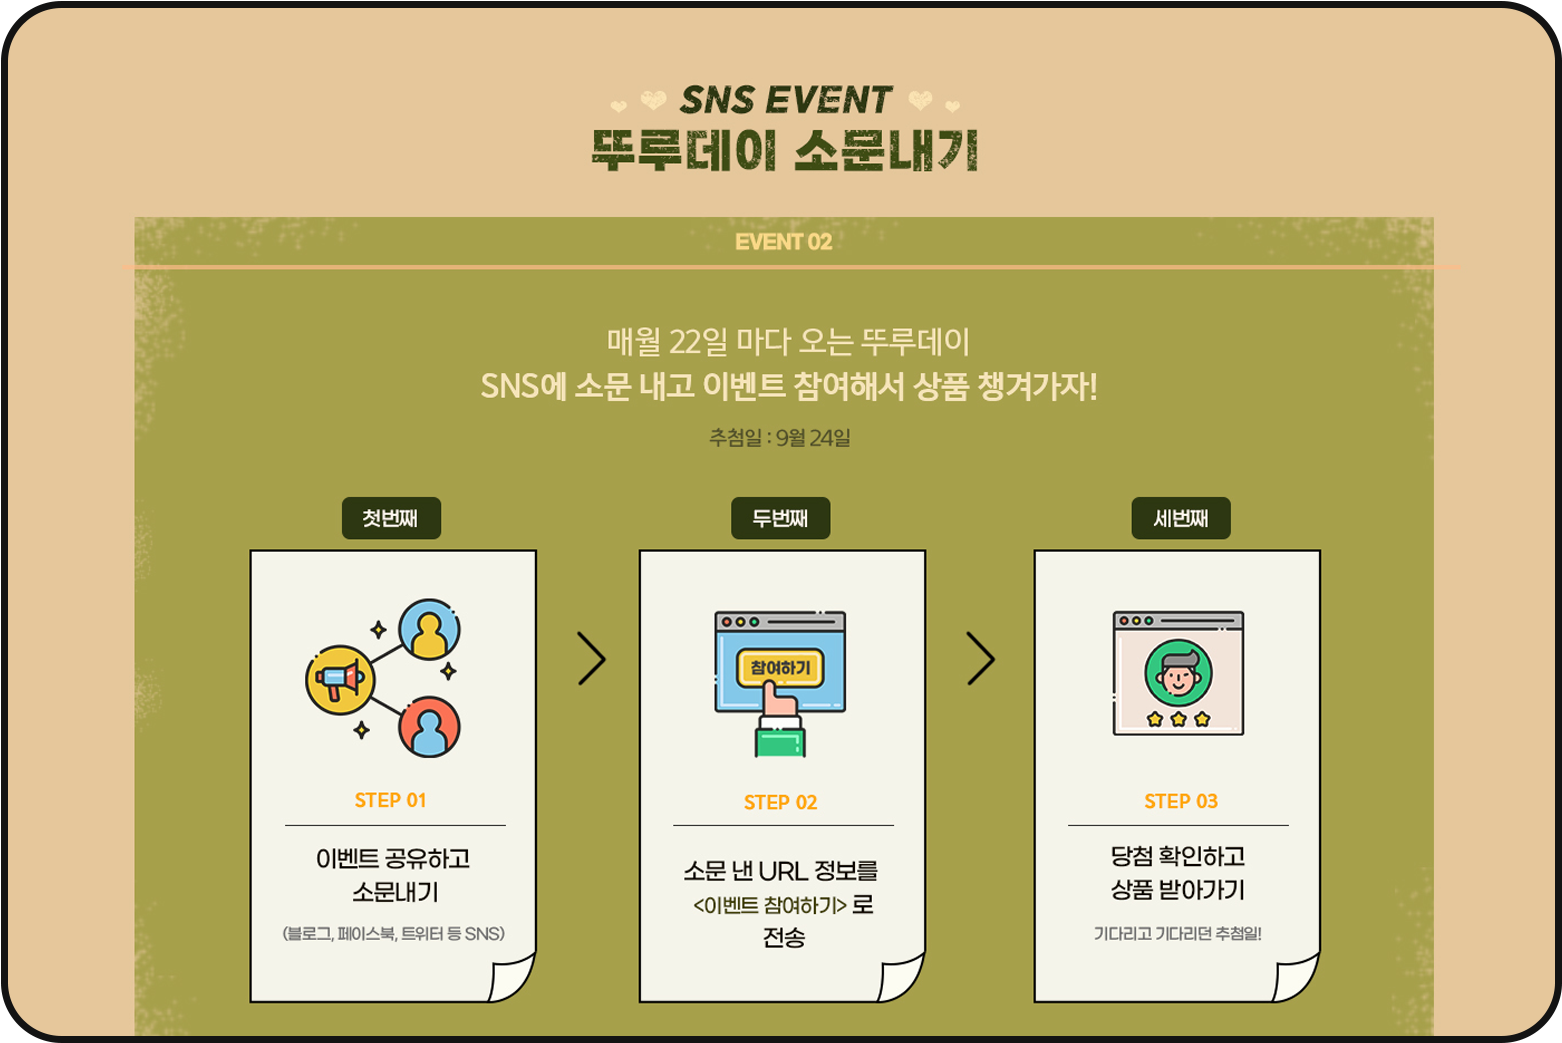 SNS EVENT
뚜루데이 소문내기
EVENT 02
매월 22일 마다 오는 뚜루데이
SNS에 소문 내고 이벤트 참여해서 상품 챙겨가자!
추첨일 : 9월 24일
첫번째
STEP 01
이벤트 공유하고
소문내기
(블로그, 페이스북, 트위터 등 SNS)
두번째
참여하기
STEP 02
소문 낸 URL 정보를
<이벤트 참여하기> 로
전송
세번째
STEP 03
당첨 확인하고
상품 받아가기
기다리고 기다리던 추첨일!